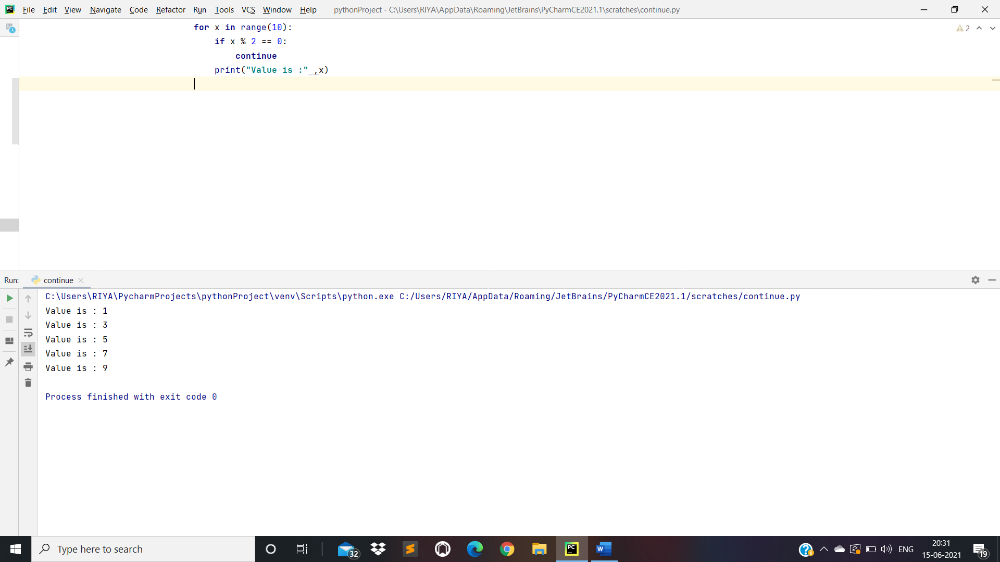 File Edit View Navigate Code Refactor Run Tools VCS Window Help pythonProject - C:\Users\RIYA\AppData\Roaming\JetBrains\PyCharmCE2021.1\scratches\continue.py
for x in range(10):
2
if x % 2 == 0:
continue
print("Value is :" ,x)
Run: continue
C:\Users\RIYA\PycharmProjects\pythonProject\venv\Scripts\python.exe C:/Users/RIYA/AppData/Roaming/JetBrains/PyCharmCE2021.1/scratches/continue.py
Value is : 1
Value is : 3
Value is : 5
Value is : 7
Value is : 9
Process finished with exit code 0
Type here to search
32
PC
W
ENG
20:31
15-06-2021
19